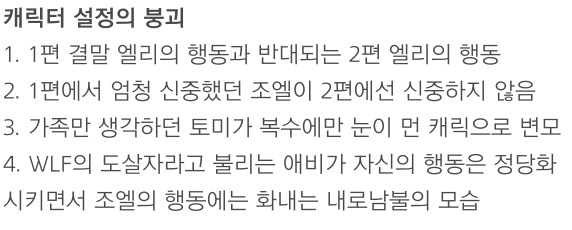 캐릭터 설정의 붕괴
1. 1편 결말 엘리의 행동과 반대되는 2편 엘리의 행동
2. 1편에서 엄청 신중했던 조엘이 2편에선 신중하지 않음
3. 가족만 생각하던 토미가 복수에만 눈이 먼 캐릭으로 변모
4. WLF의 도살자라고 불리는 애비가 자신의 행동은 정당화
시키면서 조엘의 행동에는 화내는 내로남불의 모습